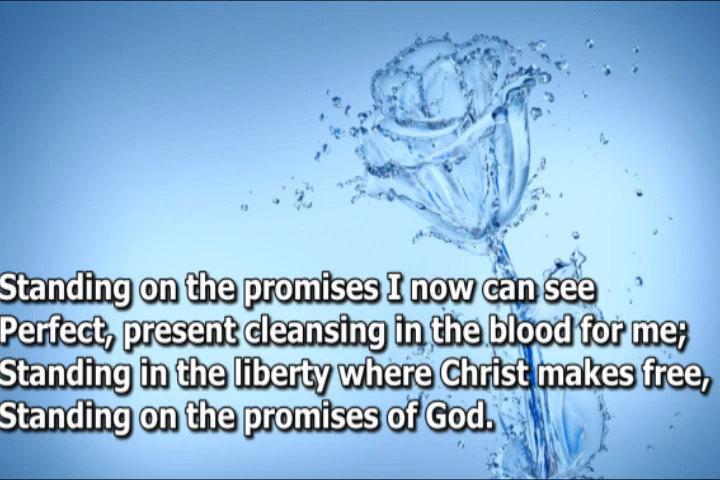 Standing on the promises I now can see
Perfect, present cleansing in the blood for me;
Standing in the liberty where Christ makes free,
Standing on the promises of God.